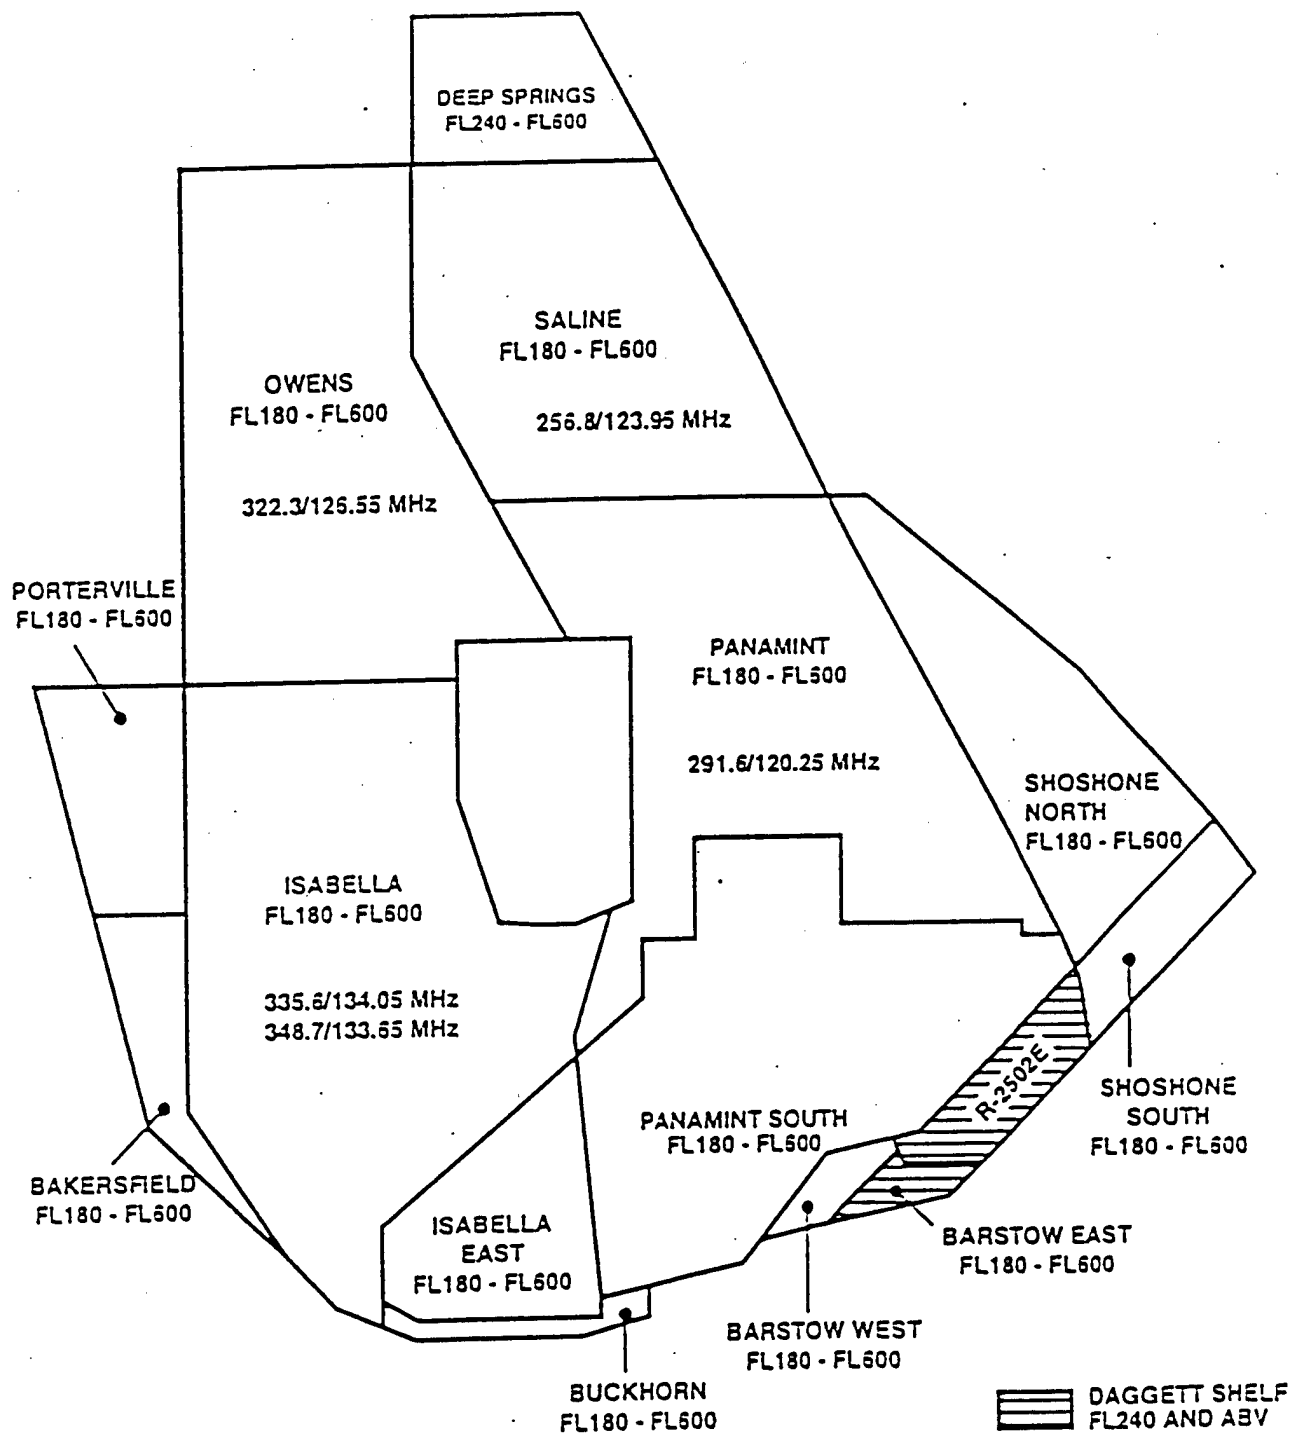 DEEP SPRINGS
FL240 - FL600
SALINE
FL180 - FL600
256.8/123.95 MHz
OWENS
FL180 - FL600
322.3/126.55 MHz
PORTERVILLE
FL180 - FL600
PANAMINT
FL180 - FL600
291.6/120.25 MHz
SHOSHONE
NORTH
FL180 - FL600
ISABELLA
FL180 - FL600
335.6/134.05 MHz
348.7/133.65 MHz
R-2502E
SHOSHONE
SOUTH
FL180 - FL600
PANAMINT SOUTH
FL180 - FL600
BAKERSFIELD
FL180 - FL600
ISABELLA
EAST
FL180 - FL600
BARSTOW EAST
FL180 - FL600
BARSTOW WEST
FL180 - FL600
BUCKHORN
FL180 - FL600
DAGGETT SHELF
FL240 AND ABV